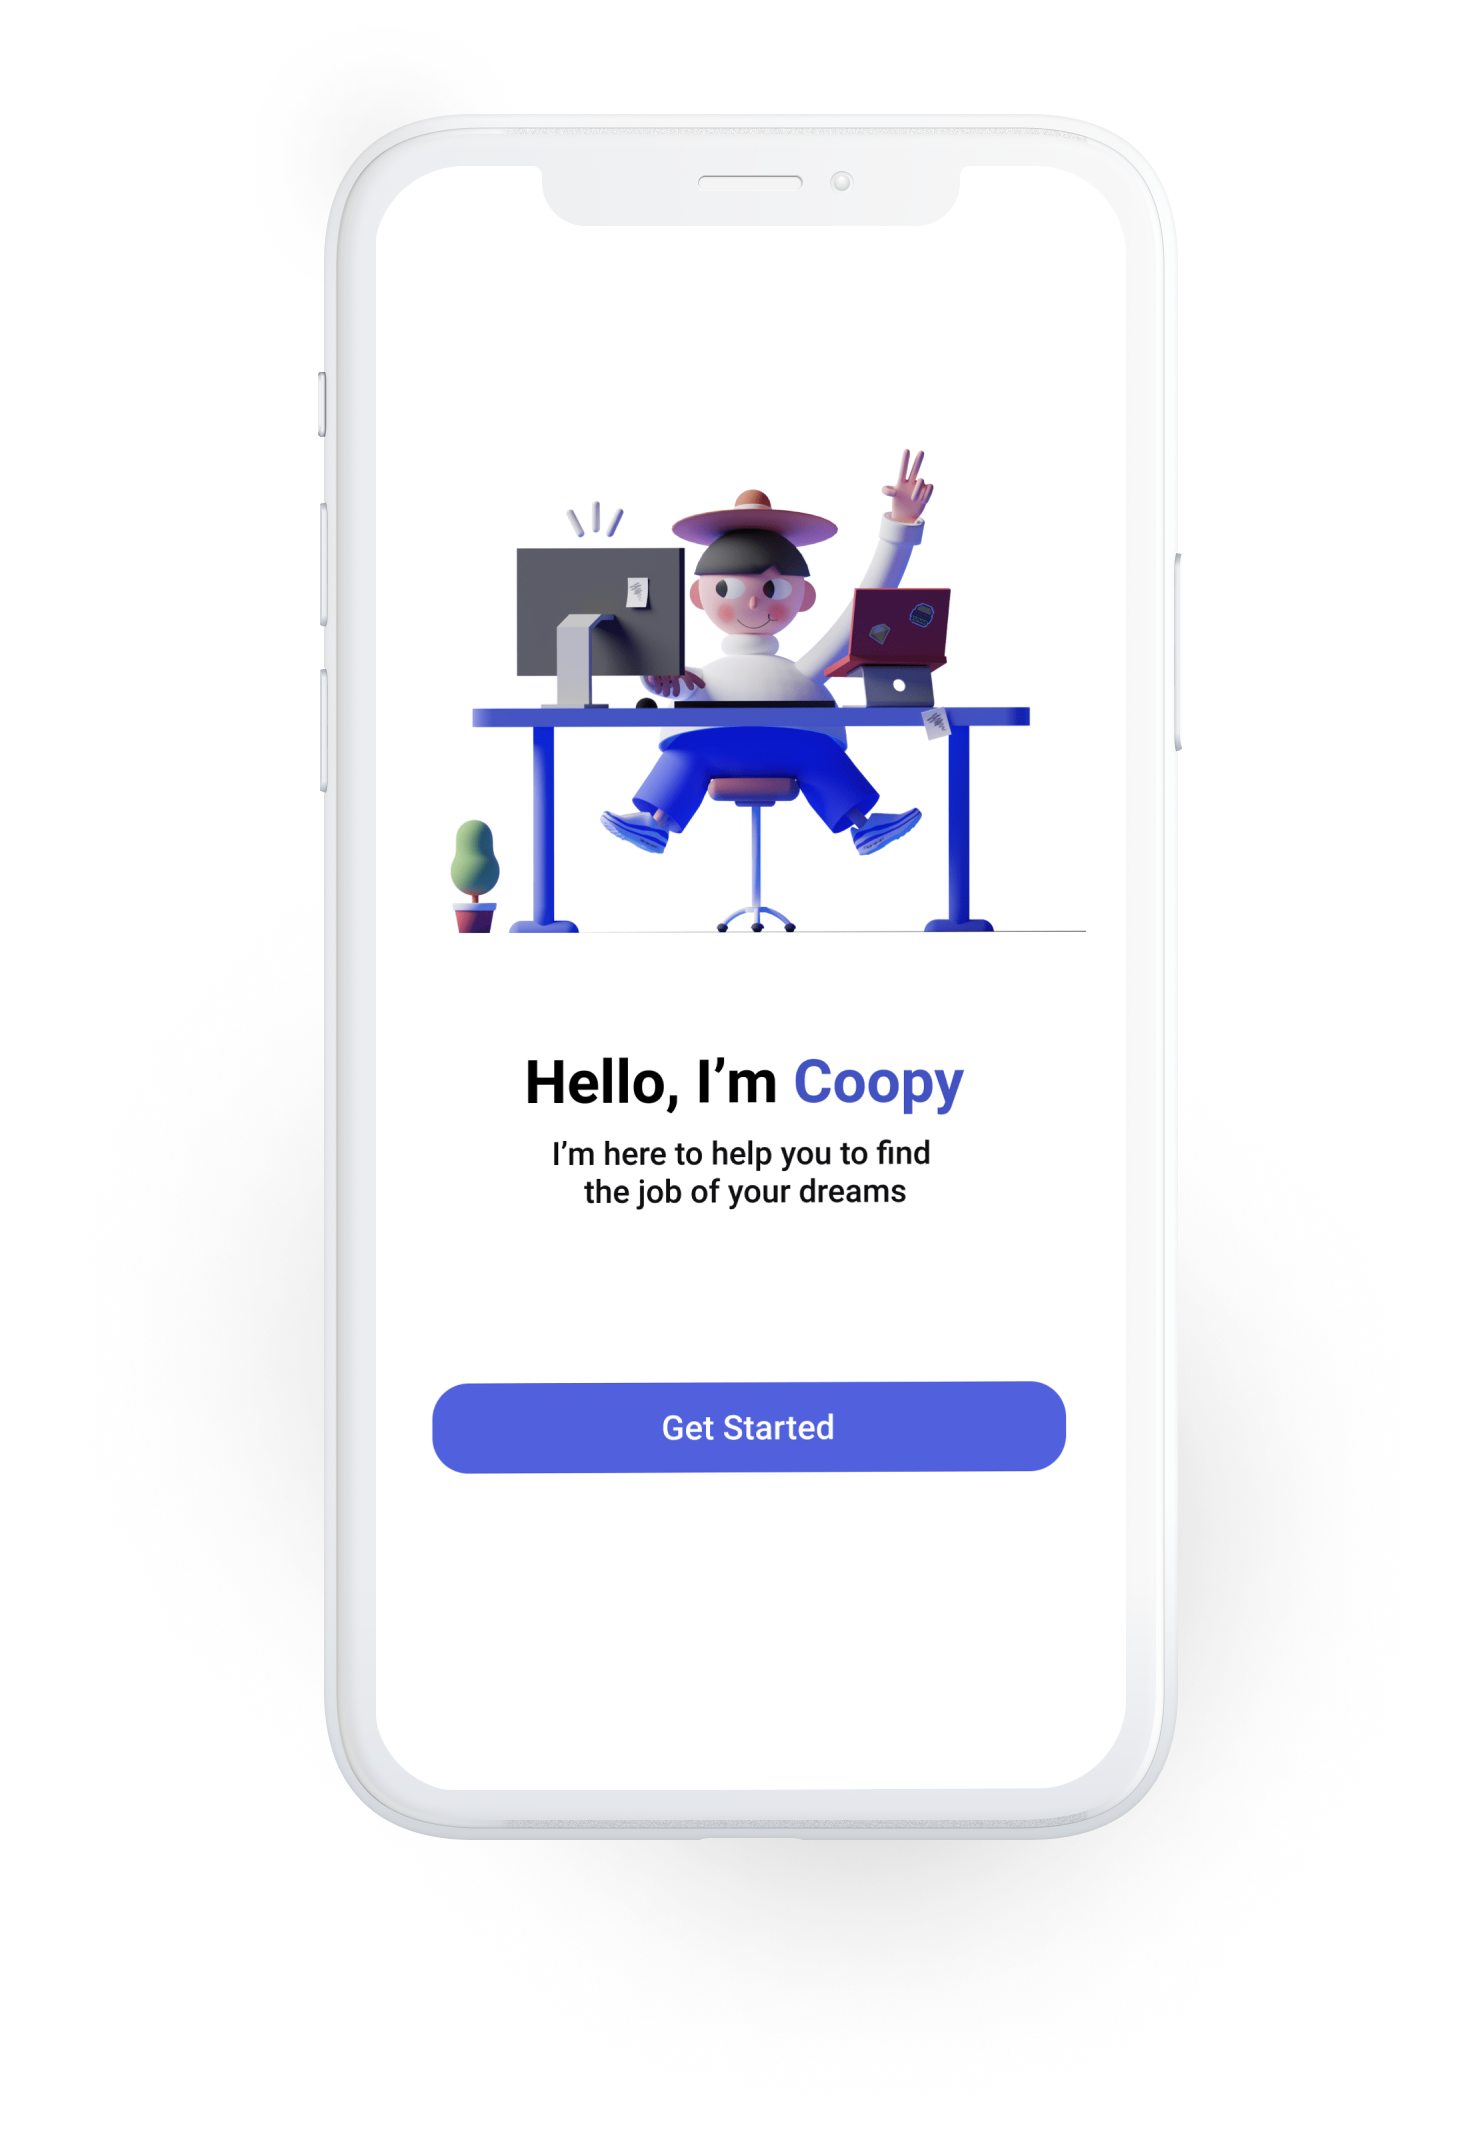 Hello, I’m Coopy
I’m here to help you to find
the job of your dreams
Get Started